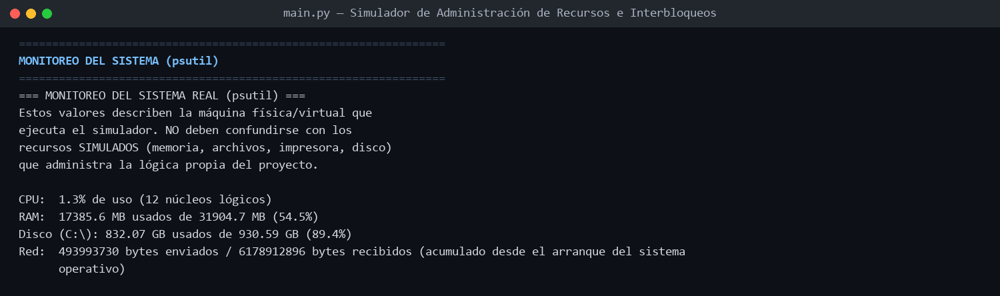 main.py — Simulador de Administración de Recursos e Interbloqueos
================================================================
MONITOREO DEL SISTEMA (psutil)
================================================================
=== MONITOREO DEL SISTEMA REAL (psutil) ===
Estos valores describen la máquina física/virtual que
ejecuta el simulador. NO deben confundirse con los
recursos SIMULADOS (memoria, archivos, impresora, disco)
que administra la lógica propia del proyecto.
CPU:  1.3% de uso (12 núcleos lógicos)
RAM:  17385.6 MB usados de 31904.7 MB (54.5%)
Disco (C:\): 832.07 GB usados de 930.59 GB (89.4%)
Red:  493993730 bytes enviados / 6178912896 bytes recibidos (acumulado desde el arranque del sistema
      operativo)